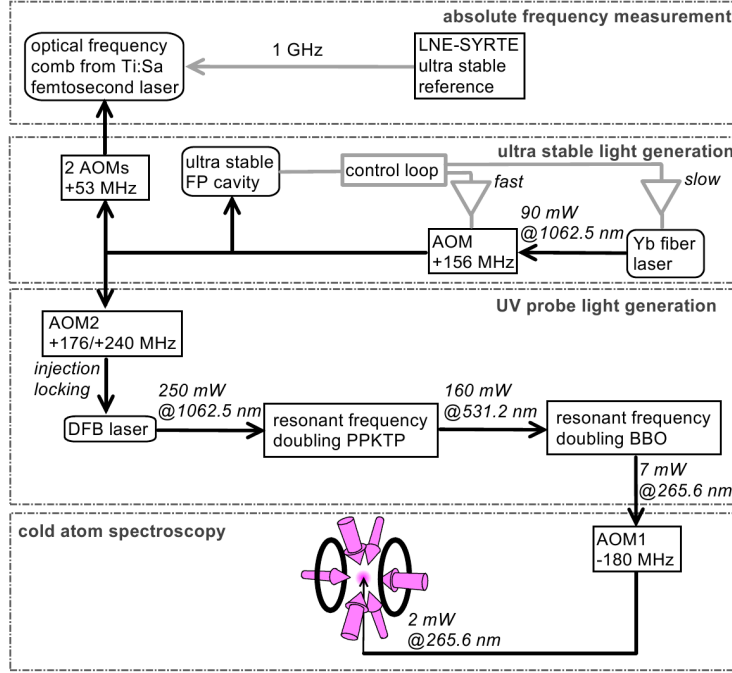 absolute frequency measurement
optical frequency
comb from Ti:Sa
femtosecond laser
1 GHz
LNE-SYRTE
ultra stable
reference
ultra stable light generation
2 AOMs
+53 MHz
ultra stable
FP cavity
control loop
fast
slow
90 mW
@1062.5 nm
AOM
+156 MHz
Yb fiber
laser
UV probe light generation
AOM2
+176/+240 MHz
injection
locking
DFB laser
250 mW
@1062.5 nm
resonant frequency
doubling PPKTP
160 mW
@531.2 nm
resonant frequency
doubling BBO
7 mW
@265.6 nm
cold atom spectroscopy
AOM1
-180 MHz
2 mW
@265.6 nm